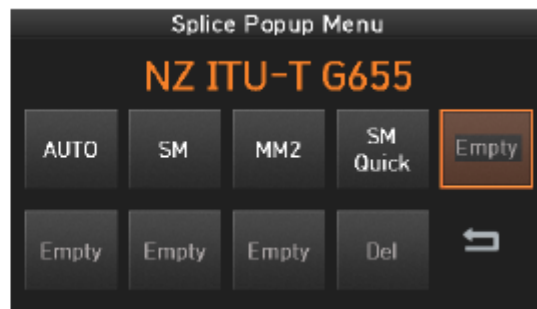 Splice Popup Menu
NZ ITU-T G655
AUTO SM MM2 SM Quick Empty
Empty Empty Empty Del